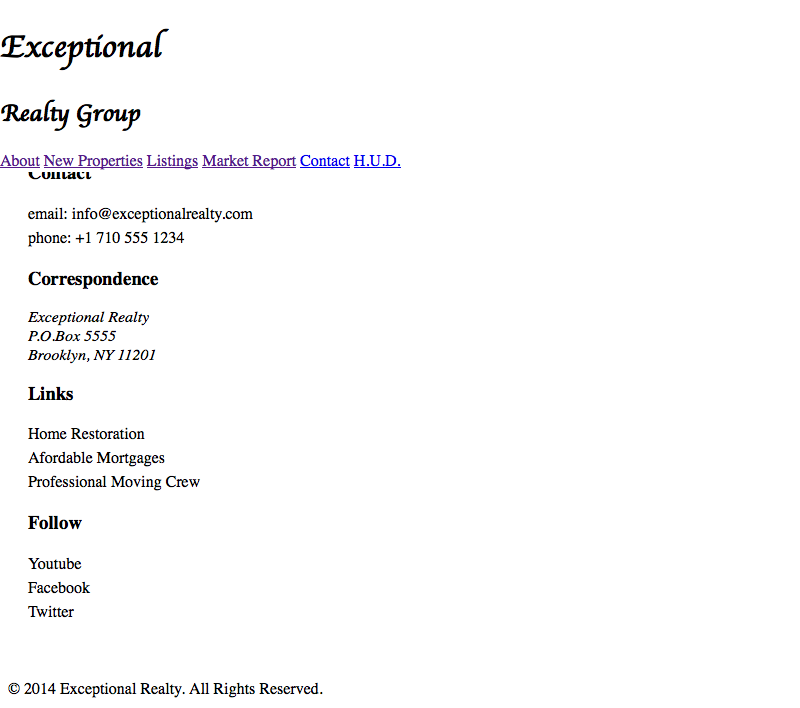 Exceptional
Realty Group
About New Properties Listings Market Report Contact H.U.D.
Contact
email: info@exceptionalrealty.com
phone: +1 710 555 1234
Correspondence
Exceptional Realty
P.O.Box 5555
Brooklyn, NY 11201
Links
Home Restoration
Afordable Mortgages
Professional Moving Crew
Follow
Youtube
Facebook
Twitter
© 2014 Exceptional Realty. All Rights Reserved.